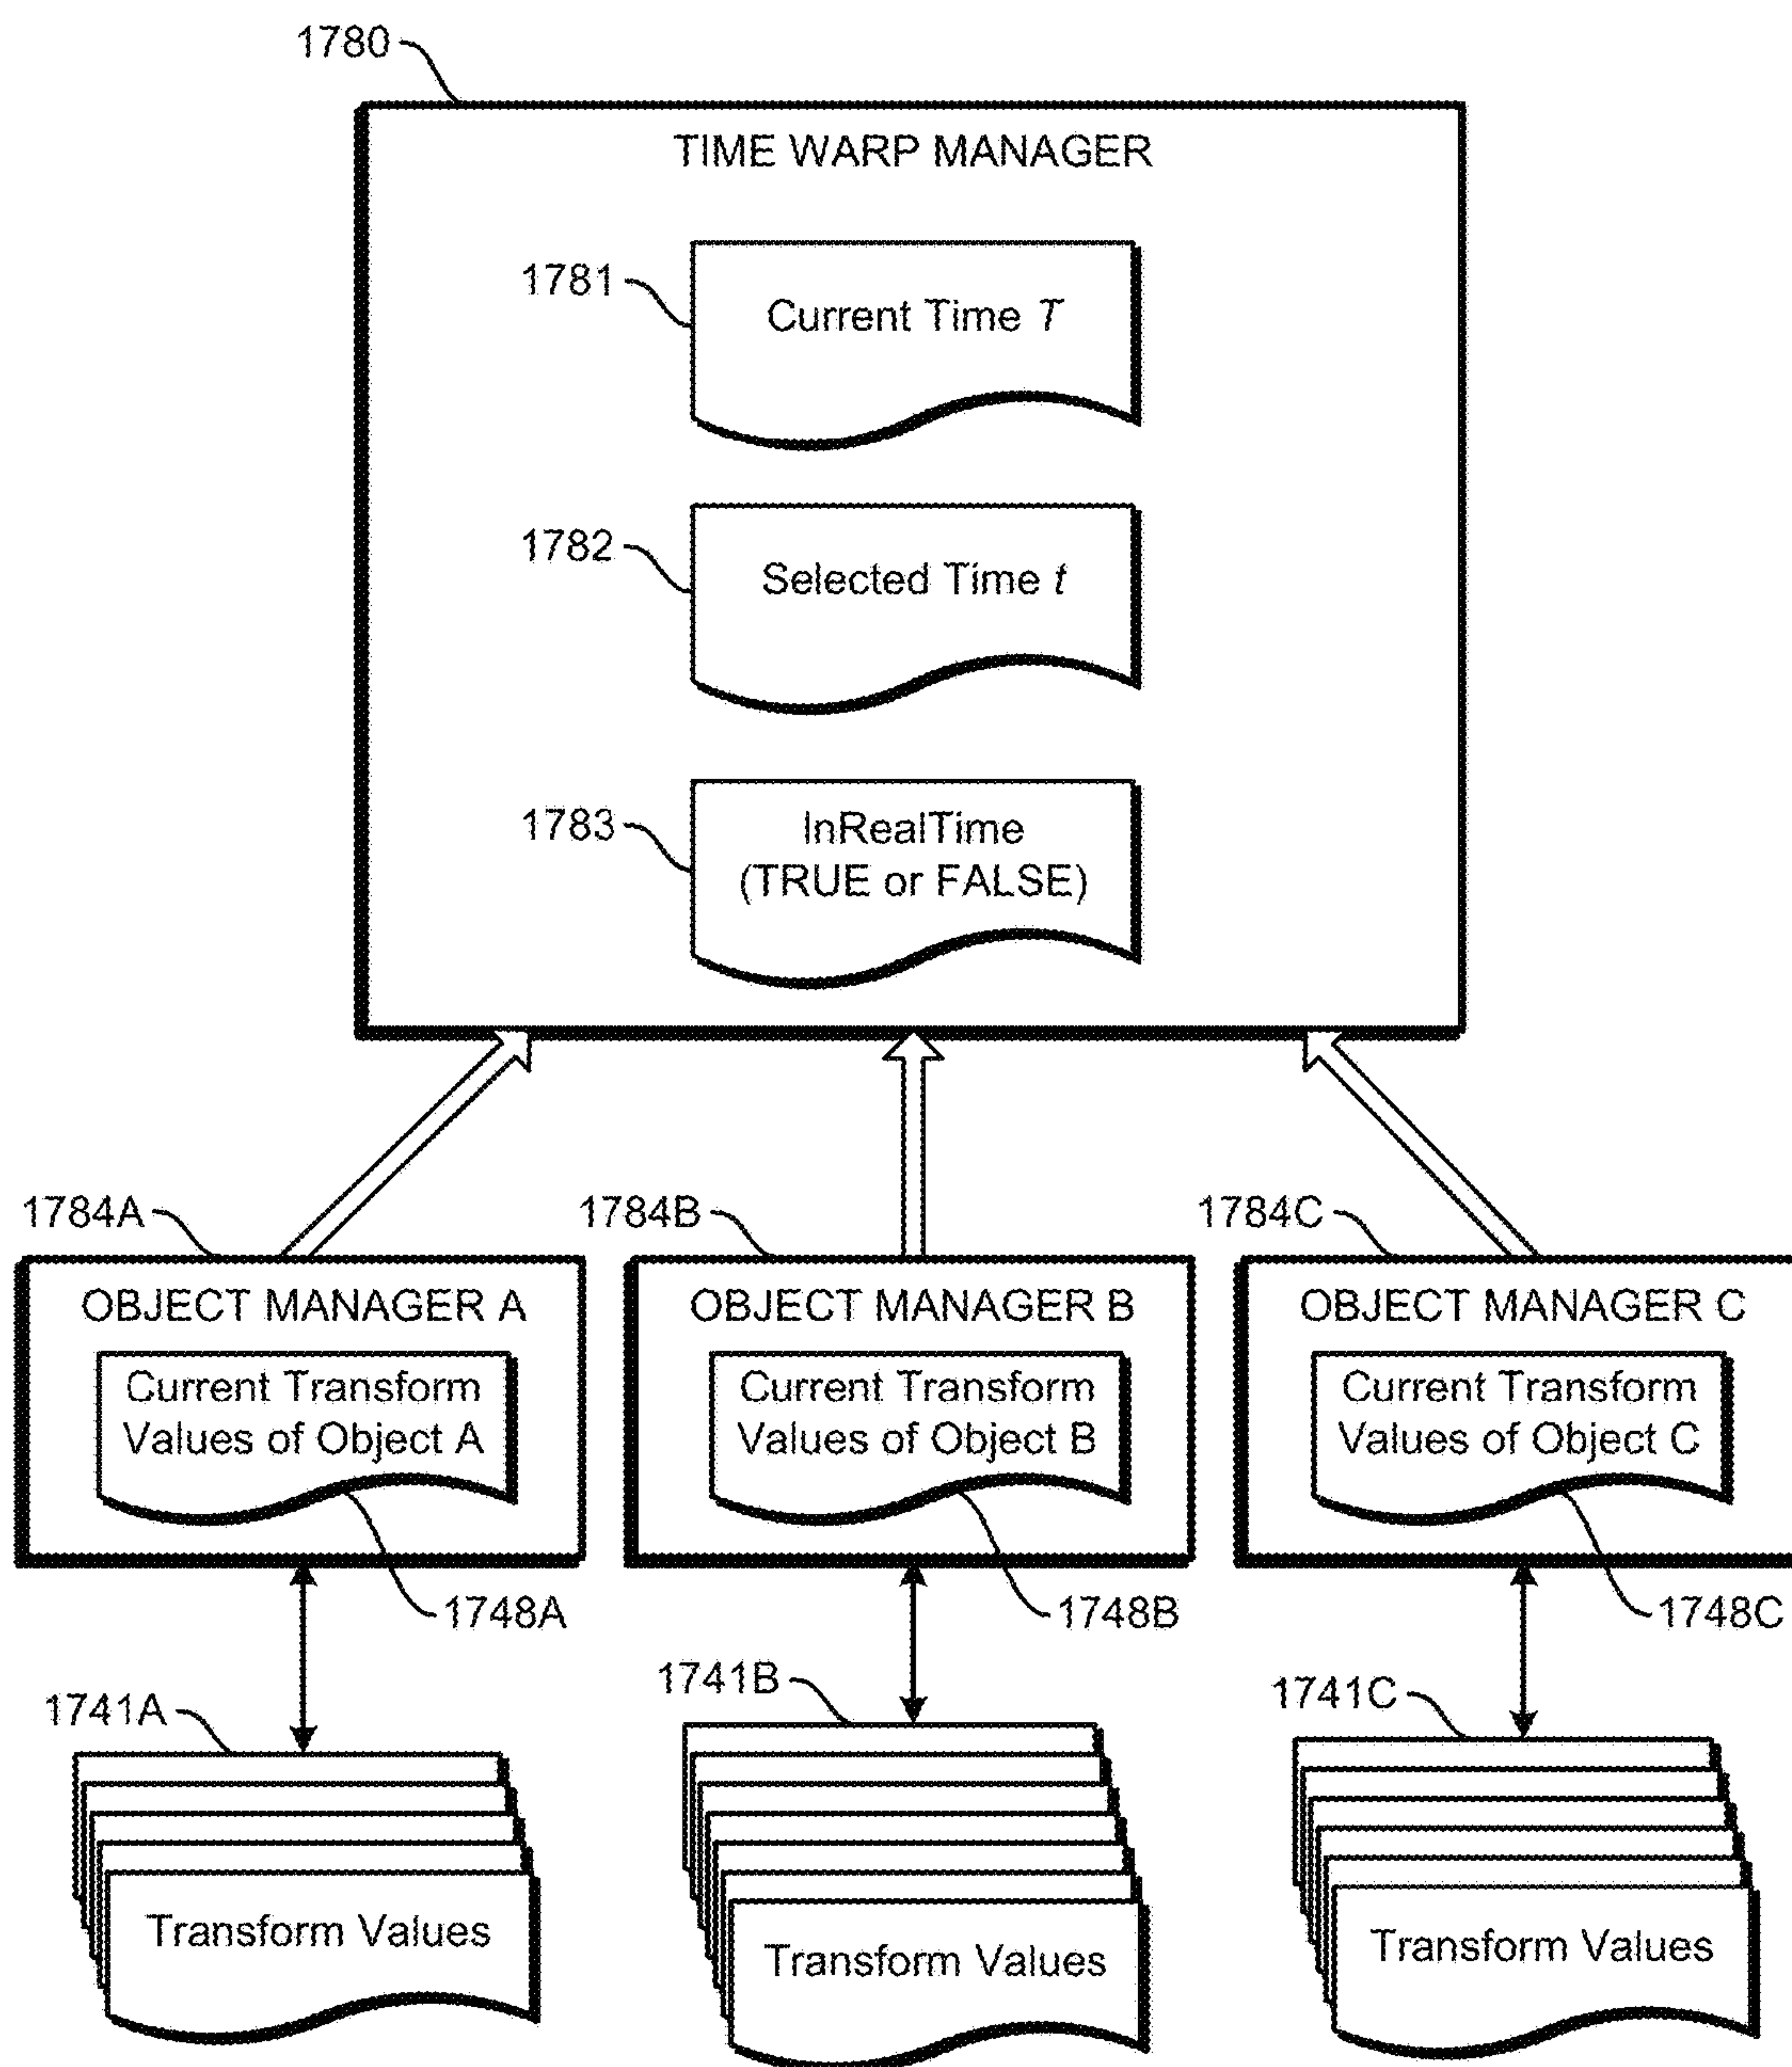 1780
TIME WARP MANAGER
1781
Current Time T
1782
Selected Time t
1783
InRealTime
(TRUE or FALSE)
1784A
1784B
1784C
OBJECT MANAGER A
Current Transform
Values of Object A
OBJECT MANAGER B
Current Transform
Values of Object B
OBJECT MANAGER C
Current Transform
Values of Object C
1748A
1748B
1748C
1741A
1741B
1741C
Transform Values
Transform Values
Transform Values